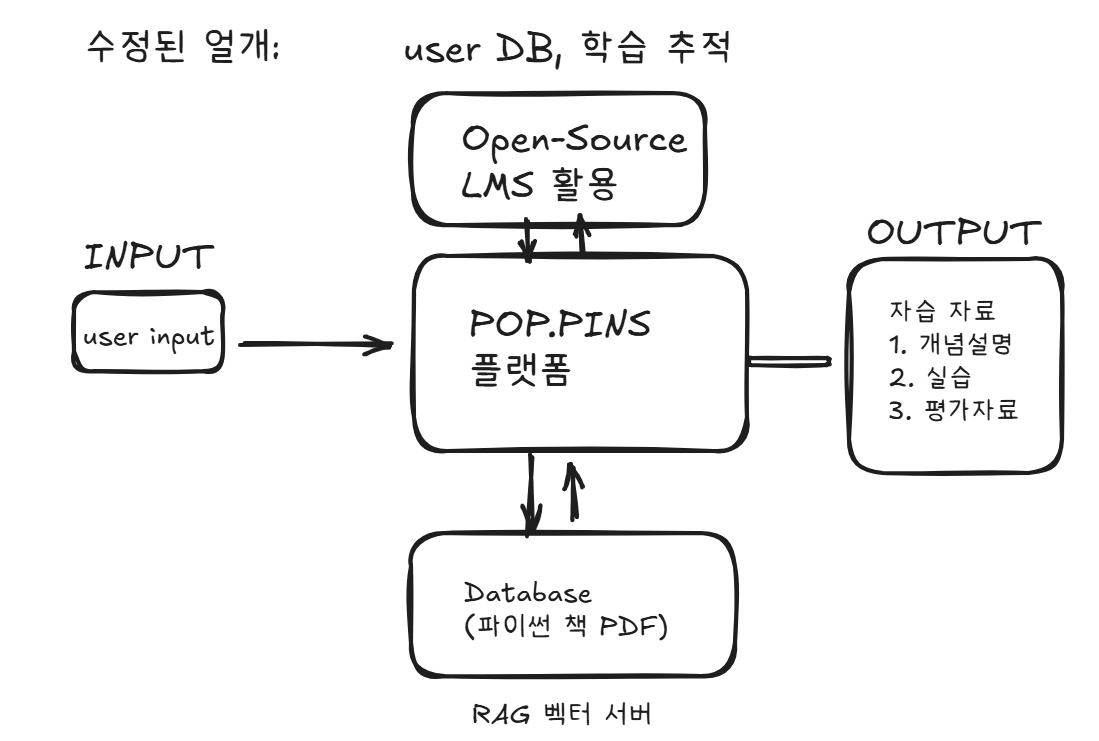 수정된 얼개:
user DB, 학습 추적
Open-Source
LMS 활용
INPUT
user input
POP.PINS
플랫폼
OUTPUT
자습 자료
1. 개념설명
2. 실습
3. 평가자료
Database
(파이썬 책 PDF)
RAG 벡터 서버